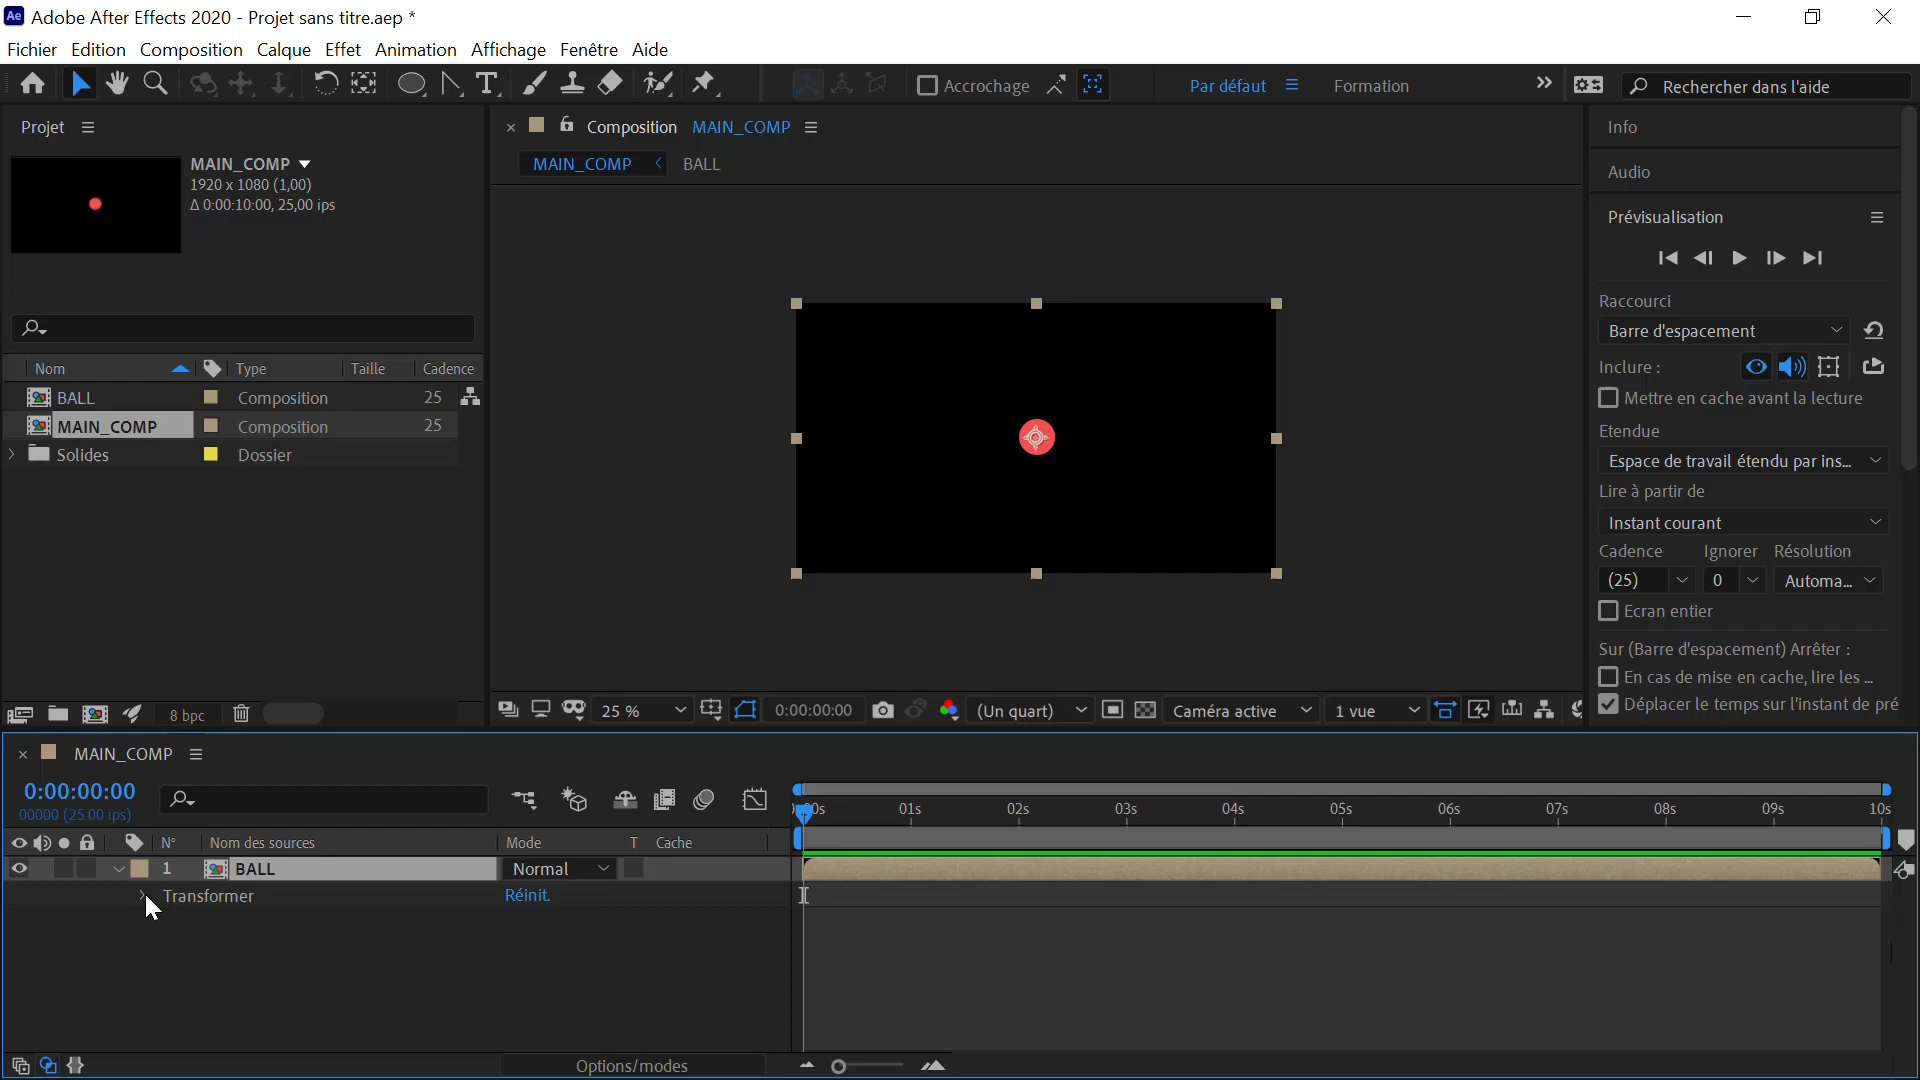 Ae Adobe After Effects 2020 - Projet sans titre.aep *
Fichier Edition Composition Calque Effet Animation Affichage Fenêtre Aide
Accrochage Par défaut Formation Rechercher dans l'aide
Projet
MAIN_COMP
1920 x 1080 (1,00)
Δ 0:00:10:00, 25,00 ips
Nom Type Taille Cadence
BALL Composition 25
MAIN_COMP Composition 25
Solides Dossier
8 bpc
Composition MAIN_COMP
MAIN_COMP BALL
25 % 0:00:00:00 (Un quart) Caméra active 1 vue
Info
Audio
Prévisualisation
Raccourci
Barre d'espacement
Inclure :
Mettre en cache avant la lecture
Etendue
Espace de travail étendu par ins...
Lire à partir de
Instant courant
Cadence Ignorer Résolution
(25) 0 Automa...
Ecran entier
Sur (Barre d'espacement) Arrêter :
En cas de mise en cache, lire les ...
Déplacer le temps sur l'instant de pré
MAIN_COMP
0:00:00:00
00000 (25.00 ips)
00s 01s 02s 03s 04s 05s 06s 07s 08s 09s 10s
N° Nom des sources Mode T Cache
1 BALL Normal
Transformer Réinit.
Options/modes